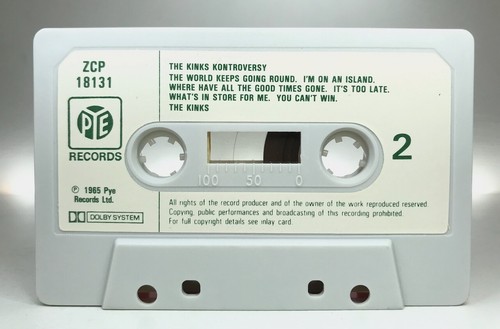 ZCP
18131
PYE
RECORDS
℗ 1965 Pye
Records Ltd.
DOLBY SYSTEM
THE KINKS KONTROVERSY
THE WORLD KEEPS GOING ROUND. I'M ON AN ISLAND.
WHERE HAVE ALL THE GOOD TIMES GONE. IT'S TOO LATE.
WHAT'S IN STORE FOR ME. YOU CAN'T WIN.
THE KINKS
2
100 50 0
All rights of the record producer and of the owner of the work reproduced reserved
Copying, public performances and broadcasting of this recording prohibited.
For full copyright details see inlay card.